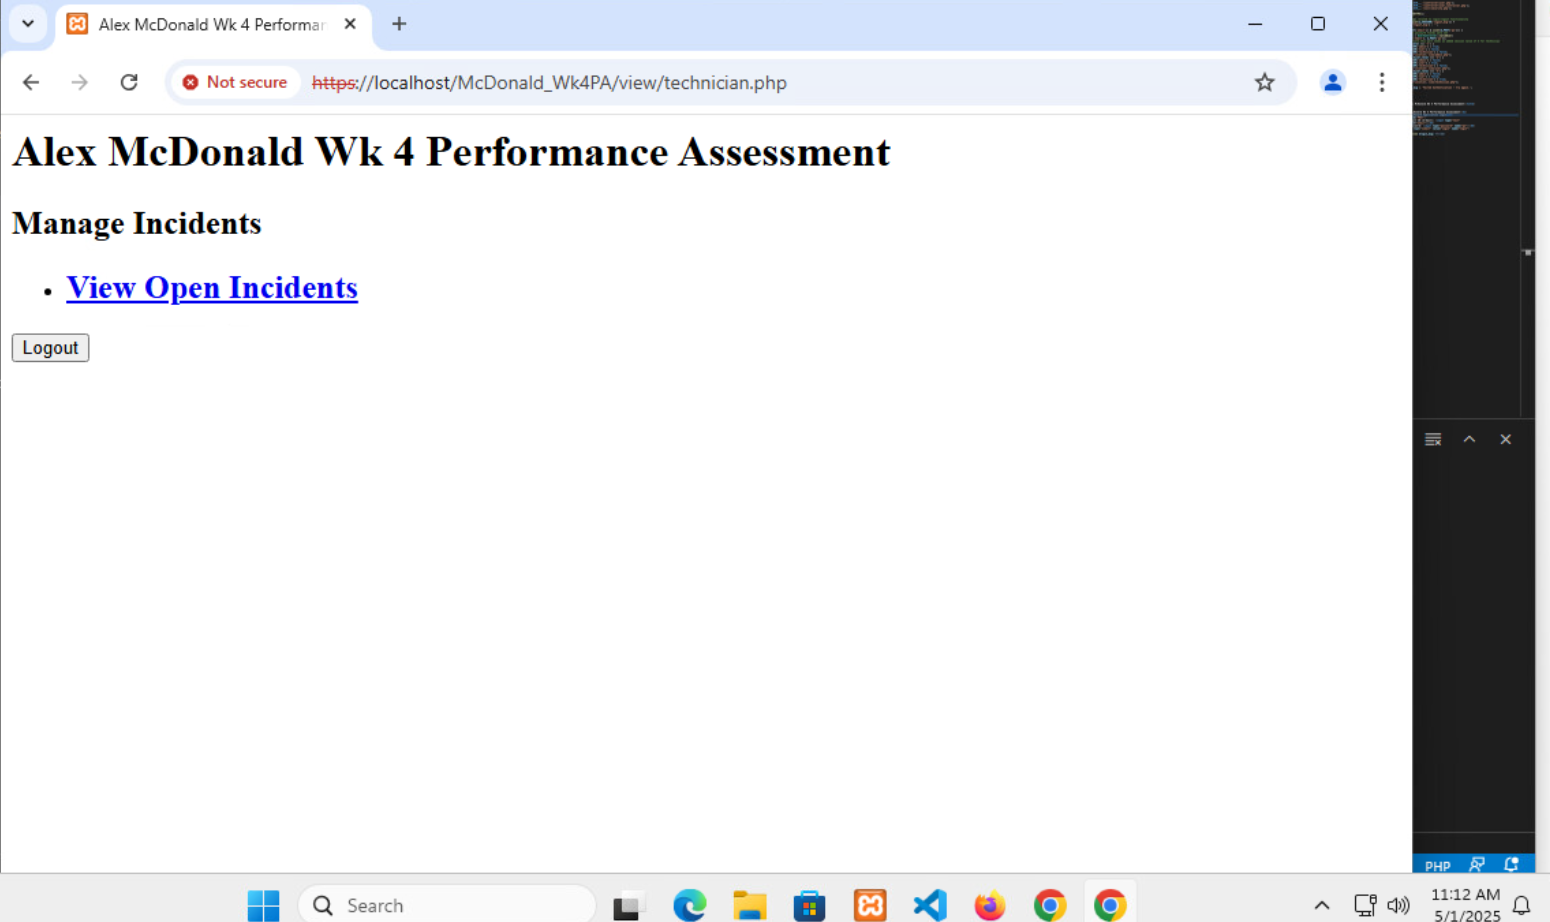 Alex McDonald Wk 4 Performar
Not secure
https://localhost/McDonald_Wk4PA/view/technician.php
Alex McDonald Wk 4 Performance Assessment
Manage Incidents
View Open Incidents
Logout
PHP
Search
11:12 AM
5/1/2025